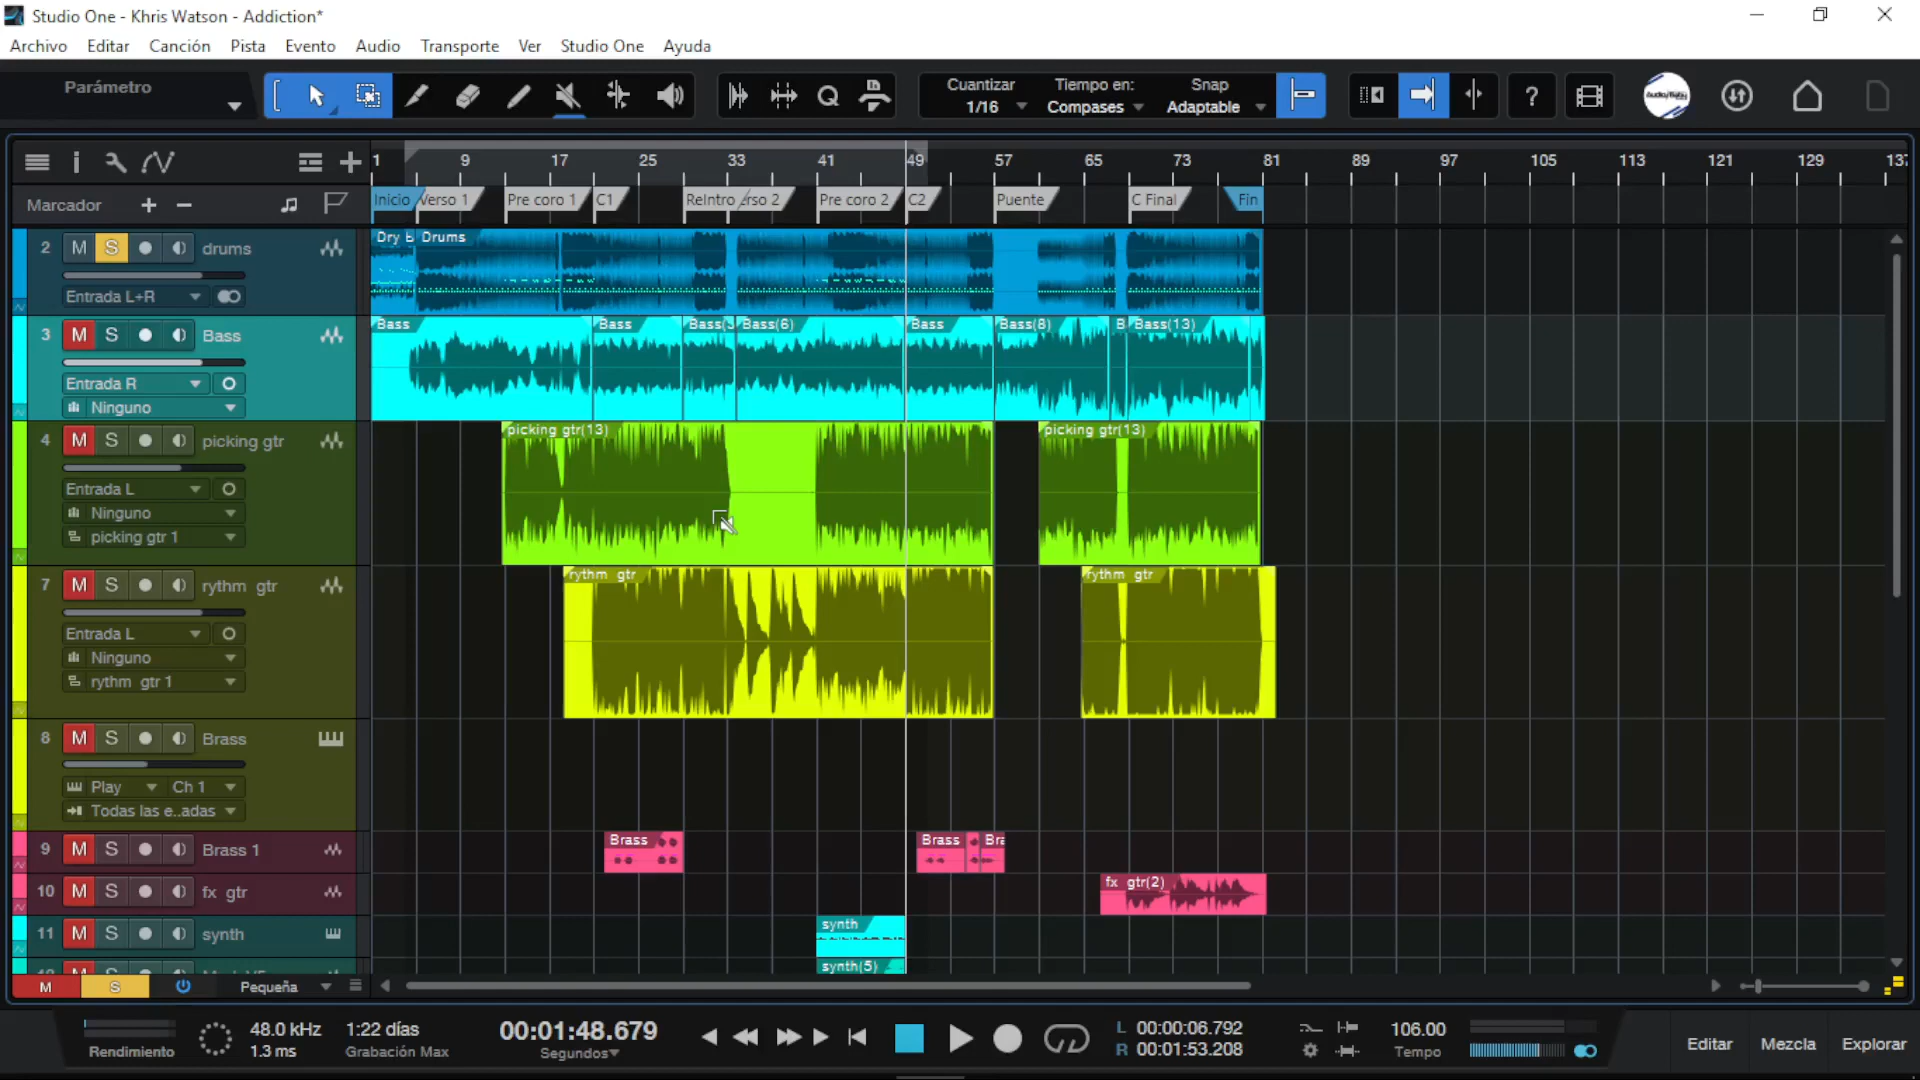 Studio One - Khris Watson - Addiction*
Archivo Editar Canción Pista Evento Audio Transporte Ver Studio One Ayuda
Parámetro
Cuantizar Tiempo en: Snap
1/16 Compases Adaptable
Q
?
Audio/Baby
1 9 17 25 33 41 49 57 65 73 81 89 97 105 113 121 129 137
Marcador + -
Inicio Verso 1 Pre coro 1 C1 ReIntro Pre coro 2 C2 Puente C Final Fin
2 M S drums
Entrada L+R
Drums
3 M S Bass
Entrada R
Ninguno
Bass Bass Bass(6) Bass Bass(8) B Bass(13)
4 M S picking gtr
Entrada L
Ninguno
picking gtr 1
picking gtr(13) picking gtr(13)
7 M S rythm gtr
Entrada L
Ninguno
rythm gtr 1
rythm gtr rythm gtr
8 M S Brass
Play Ch 1
Todas las e..adas
9 M S Brass 1
Brass Brass Bra
10 M S fx gtr
fx gtr(2)
11 M S synth
synth
synth(5)
M S Pequeña
Rendimiento
48.0 kHz
1.3 ms
1:22 días
Grabación Max
00:01:48.679
Segundos
L 00:00:06.792
R 00:01:53.208
106.00
Tempo
Editar Mezcla Explorar